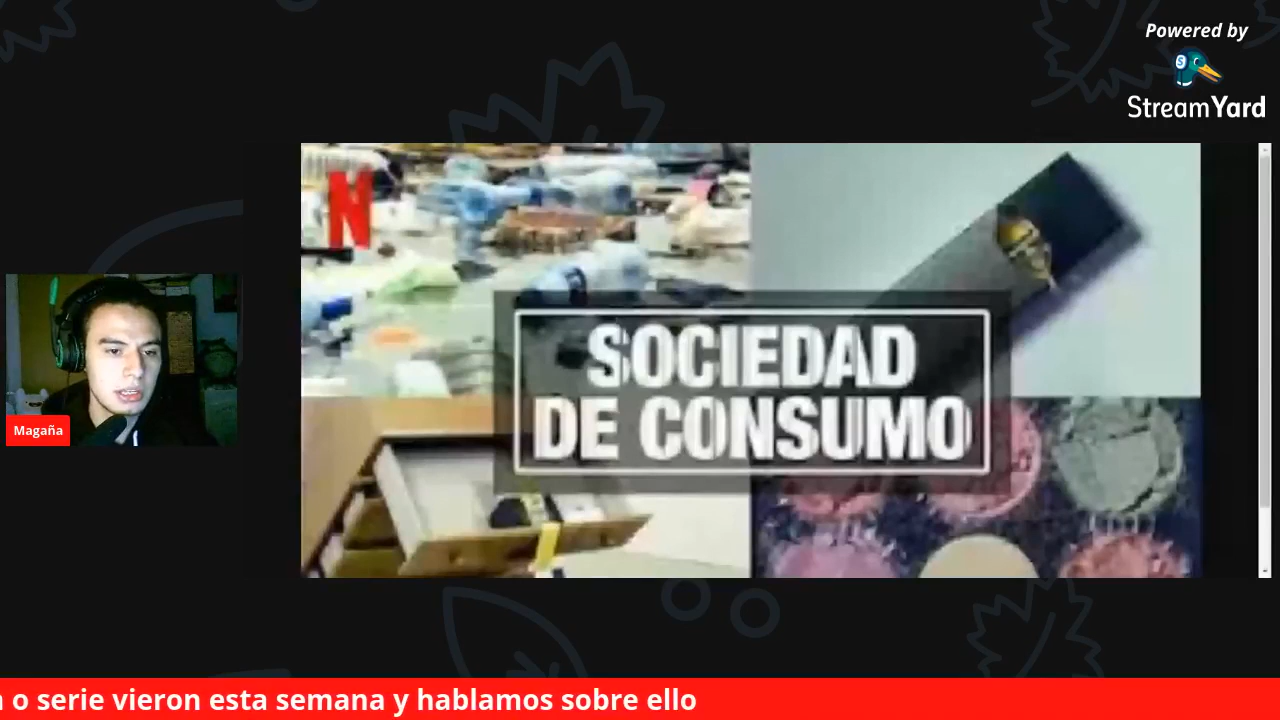 Powered by
StreamYard
N
SOCIEDAD
DE CONSUMO
Magaña
o serie vieron esta semana y hablamos sobre ello